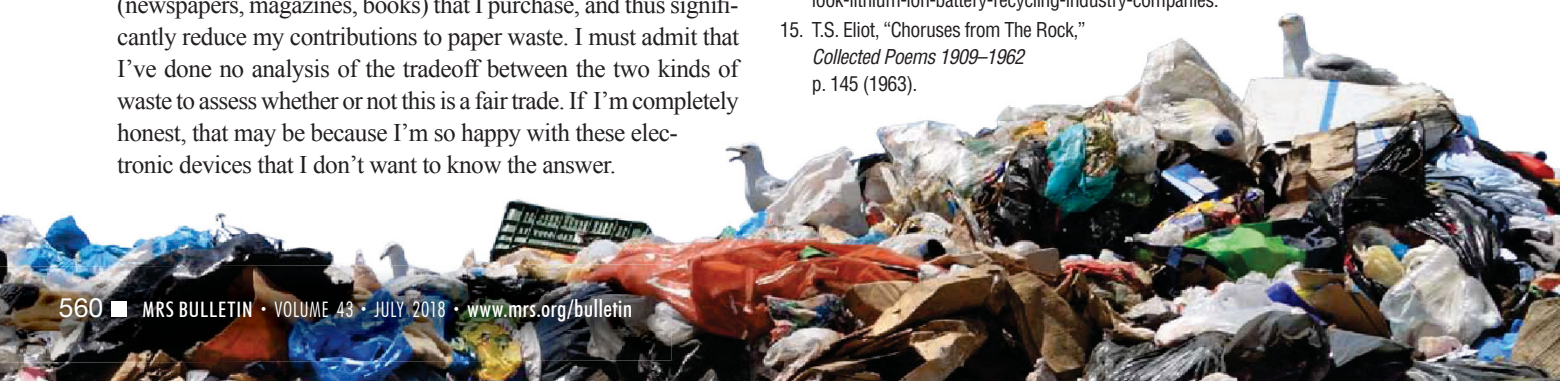 (newspapers, magazines, books) that I purchase, and thus signifi-
cantly reduce my contributions to paper waste. I must admit that
I've done no analysis of the tradeoff between the two kinds of
waste to assess whether or not this is a fair trade. If I'm completely
honest, that may be because I'm so happy with these elec-
tronic devices that I don't want to know the answer.
look-lithium-ion-battery-recycling-industry-companies.
15. T.S. Eliot, “Choruses from The Rock,”
Collected Poems 1909–1962
p. 145 (1963).
560 ■ MRS BULLETIN • VOLUME 43 • JULY 2018 • www.mrs.org/bulletin